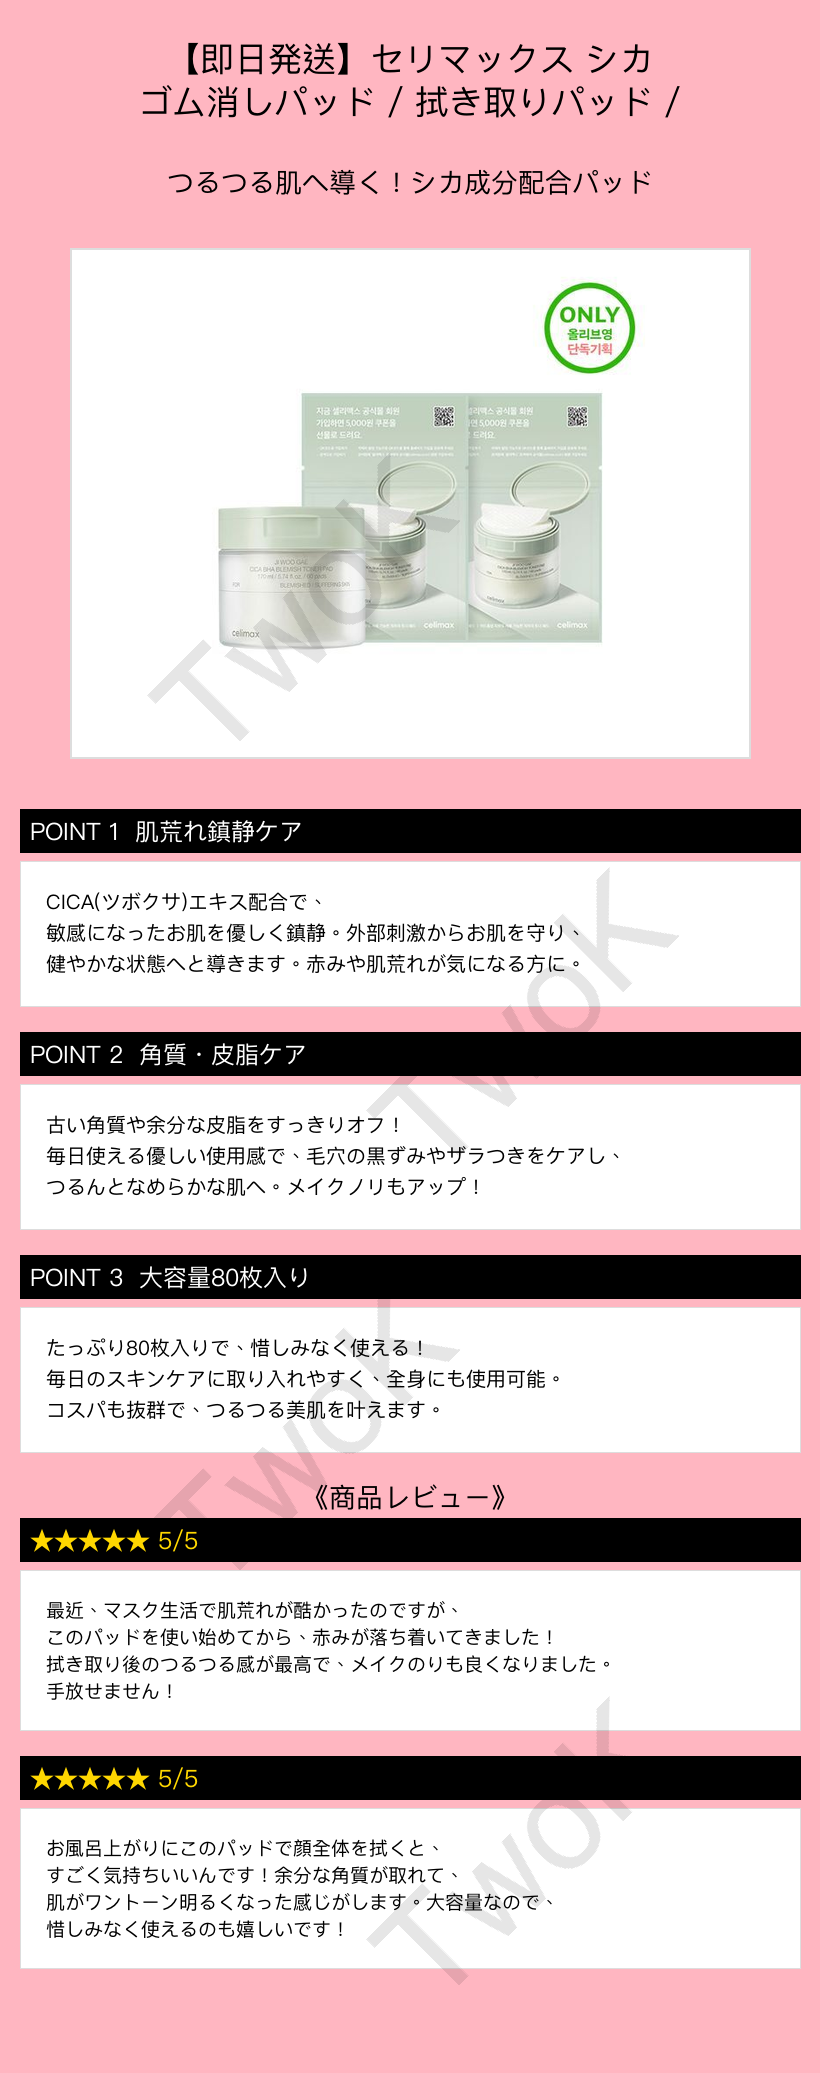 【即日発送】セリマックス シカ
ゴム消しパッド / 拭き取りパッド /
つるつる肌へ導く！シカ成分配合パッド
ONLY
올리브영
단독기획
지금 셀리맥스 공식몰 회원
가입하면 5,000원 쿠폰을
선물로 드려요.
리맥스 공식몰 회원
면 5,000원 쿠폰을
드려요.
JIWOOGAE
CICA BHA BLEMISH TONER PAD
170 ml / 5.74 fl.oz. / 80 pads
FOR
BLEMISHED / SUFFERING SKIN
celimax
celimax
celimax
TwoK
POINT 1 肌荒れ鎮静ケア
CICA(ツボクサ)エキス配合で、
敏感になったお肌を優しく鎮静。外部刺激からお肌を守り、
健やかな状態へと導きます。赤みや肌荒れが気になる方に。
TwoK
POINT 2 角質・皮脂ケア
古い角質や余分な皮脂をすっきりオフ！
毎日使える優しい使用感で、毛穴の黒ずみやザラつきをケアし、
つるんとなめらかな肌へ。メイクノリもアップ！
POINT 3 大容量80枚入り
たっぷり80枚入りで、惜しみなく使える！
毎日のスキンケアに取り入れやすく、全身にも使用可能。
コスパも抜群で、つるつる美肌を叶えます。
TwoK
《商品レビュー》
★★★★★ 5/5
最近、マスク生活で肌荒れが酷かったのですが、
このパッドを使い始めてから、赤みが落ち着いてきました！
拭き取り後のつるつる感が最高で、メイクのりも良くなりました。
手放せません！
★★★★★ 5/5
お風呂上がりにこのパッドで顔全体を拭くと、
すごく気持ちいいんです！余分な角質が取れて、
肌がワントーン明るくなった感じがします。大容量なので、
惜しみなく使えるのも嬉しいです！
TwoK